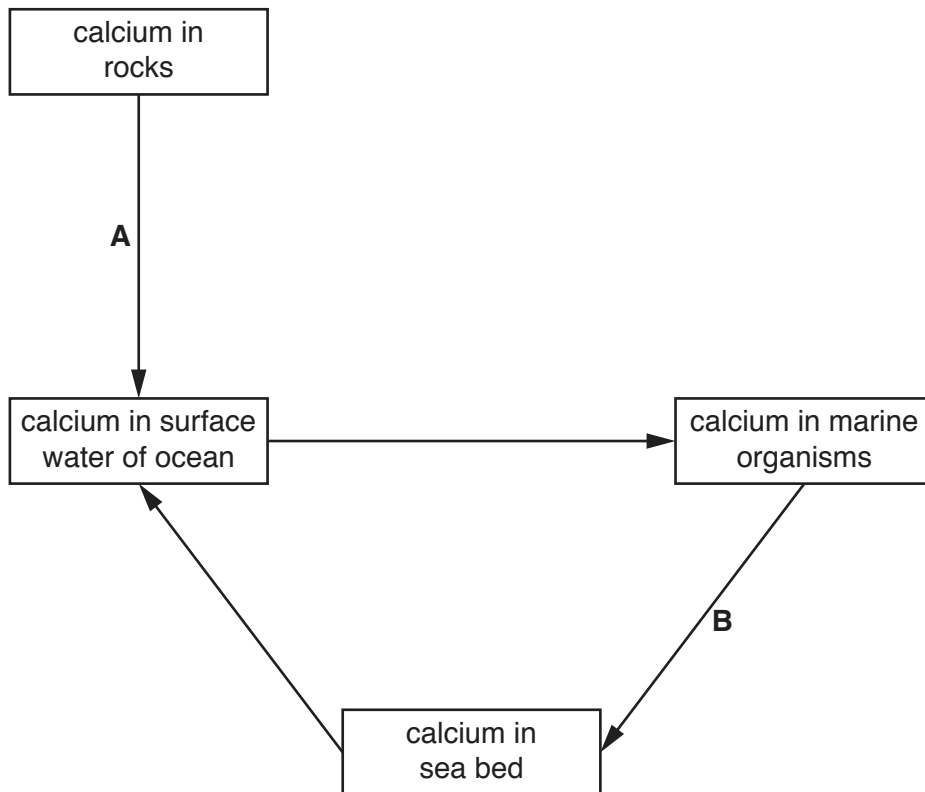 calcium in
rocks
A
calcium in surface
water of ocean
calcium in marine
organisms
B
calcium in
sea bed